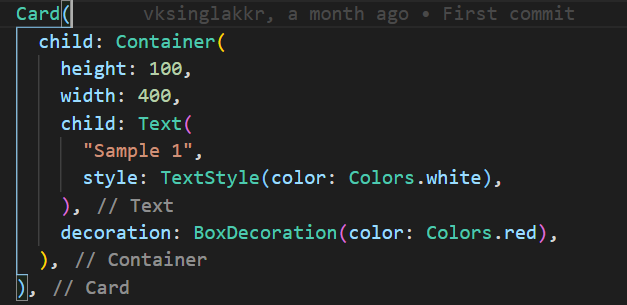 Card(    vksinglakkr, a month ago • First commit
  child: Container(
    height: 100,
    width: 400,
    child: Text(
      "Sample 1",
      style: TextStyle(color: Colors.white),
    ), // Text
    decoration: BoxDecoration(color: Colors.red),
  ), // Container
), // Card